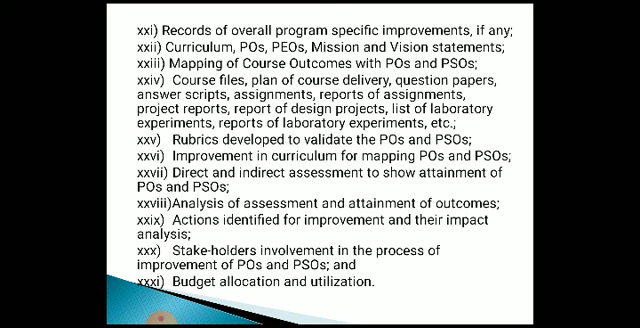 xxi) Records of overall program specific improvements, if any;
xxii) Curriculum, POs, PEOs, Mission and Vision statements;
xxiii) Mapping of Course Outcomes with POs and PSOs;
xxiv) Course files, plan of course delivery, question papers,
answer scripts, assignments, reports of assignments,
project reports, report of design projects, list of laboratory
experiments, reports of laboratory experiments, etc.;
xxv) Rubrics developed to validate the POs and PSOs;
xxvi) Improvement in curriculum for mapping POs and PSOs;
xxvii) Direct and indirect assessment to show attainment of
POs and PSOs;
xxviii)Analysis of assessment and attainment of outcomes;
xxix) Actions identified for improvement and their impact
analysis;
xxx) Stake-holders involvement in the process of
improvement of POs and PSOs; and
xxxi) Budget allocation and utilization.